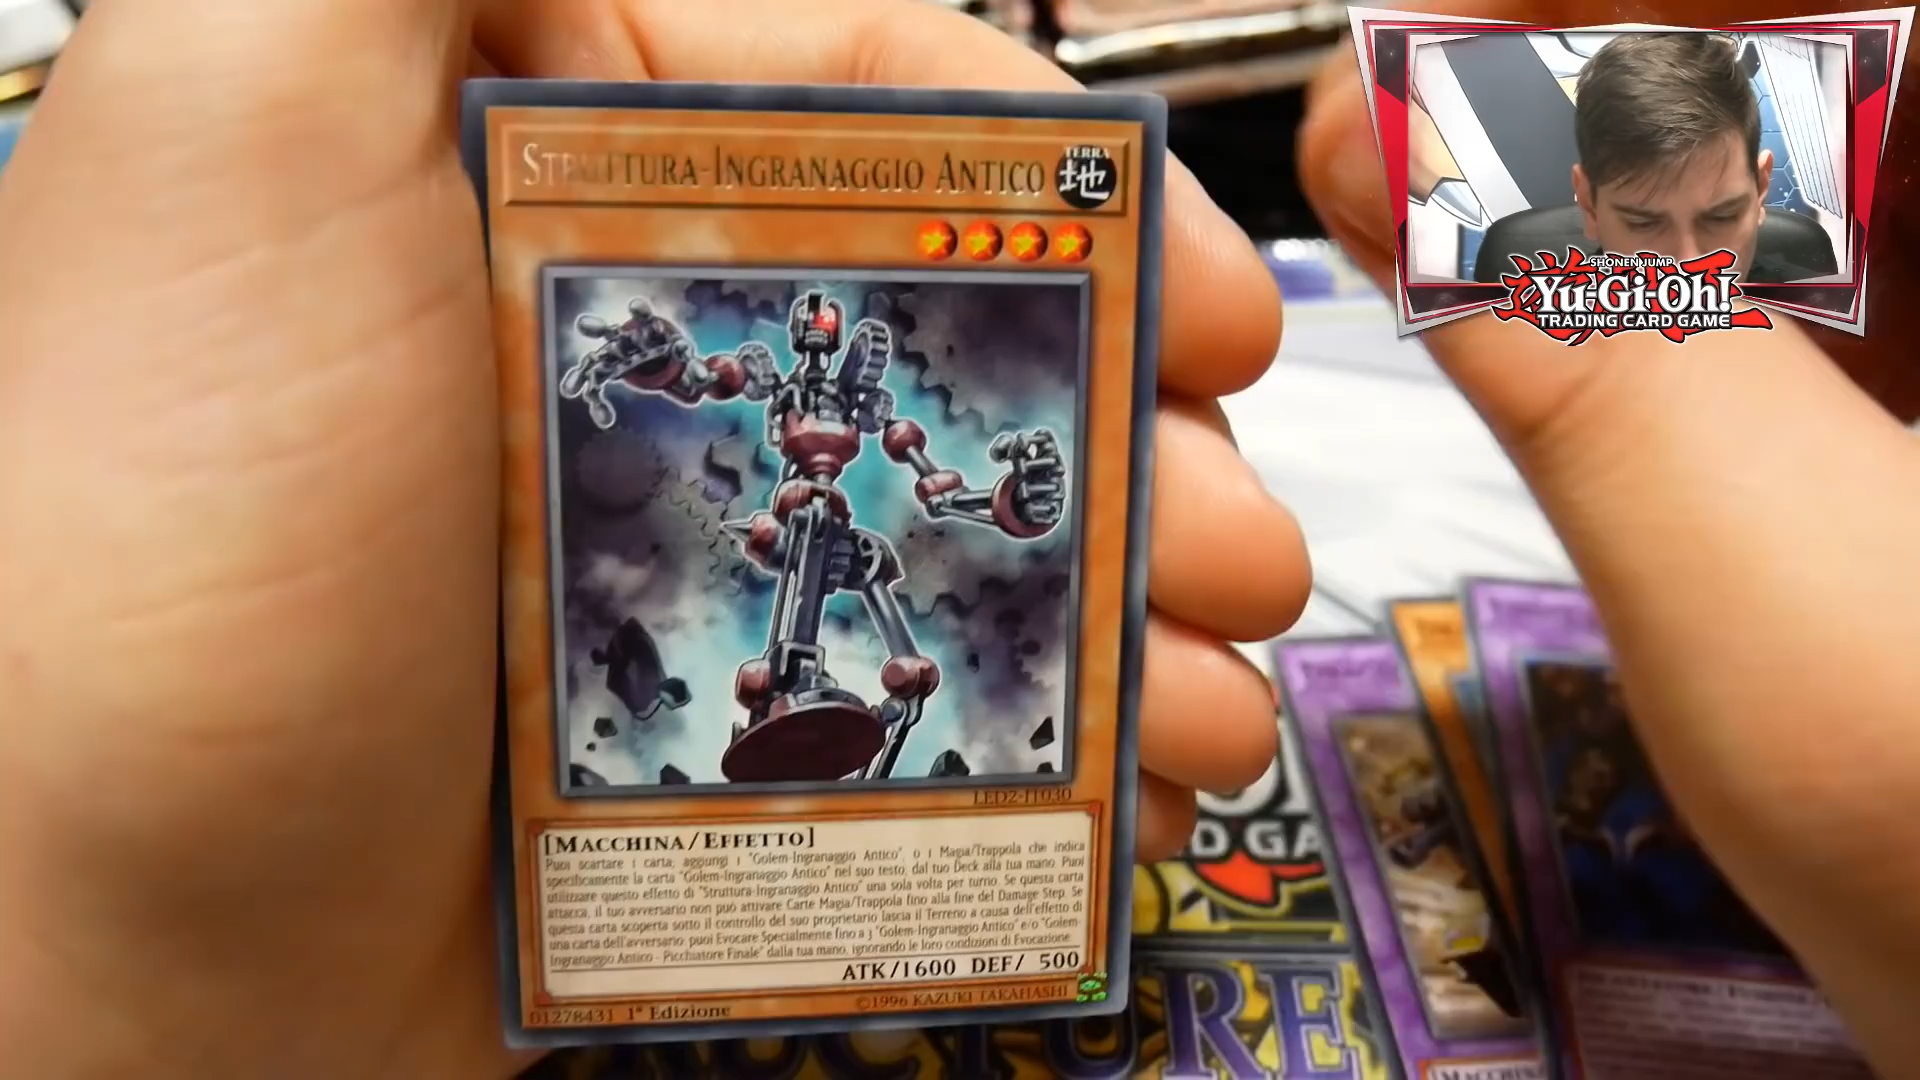 STRUTTURA-INGRANAGGIO ANTICO
TERRA
地
LED2-IT030
[MACCHINA/EFFETTO]
Puoi scartare 1 carta; aggiungi 1 "Golem-Ingranaggio Antico", o 1 Magia/Trappola che indica
specificamente la carta "Golem-Ingranaggio Antico" nel suo testo, dal tuo Deck alla tua mano. Puoi
utilizzare questo effetto di "Struttura-Ingranaggio Antico" una sola volta per turno. Se questa carta
attacca, il tuo avversario non può attivare Carte Magia/Trappola fino alla fine del Damage Step. Se
questa carta scoperta sotto il controllo del suo proprietario lascia il Terreno a causa dell'effetto di
una carta dell'avversario: puoi Evocare Specialmente fino a 3 "Golem-Ingranaggio Antico" e/o "Golem-
Ingranaggio Antico - Picchiatore Finale" dalla tua mano, ignorando le loro condizioni di Evocazione.
ATK/1600 DEF/ 500
01278431 1ª Edizione
©1996 KAZUKI TAKAHASHI
SHONEN JUMP
Yu-Gi-Oh!
TRADING CARD GAME
D GA
URE
[MACCHINA